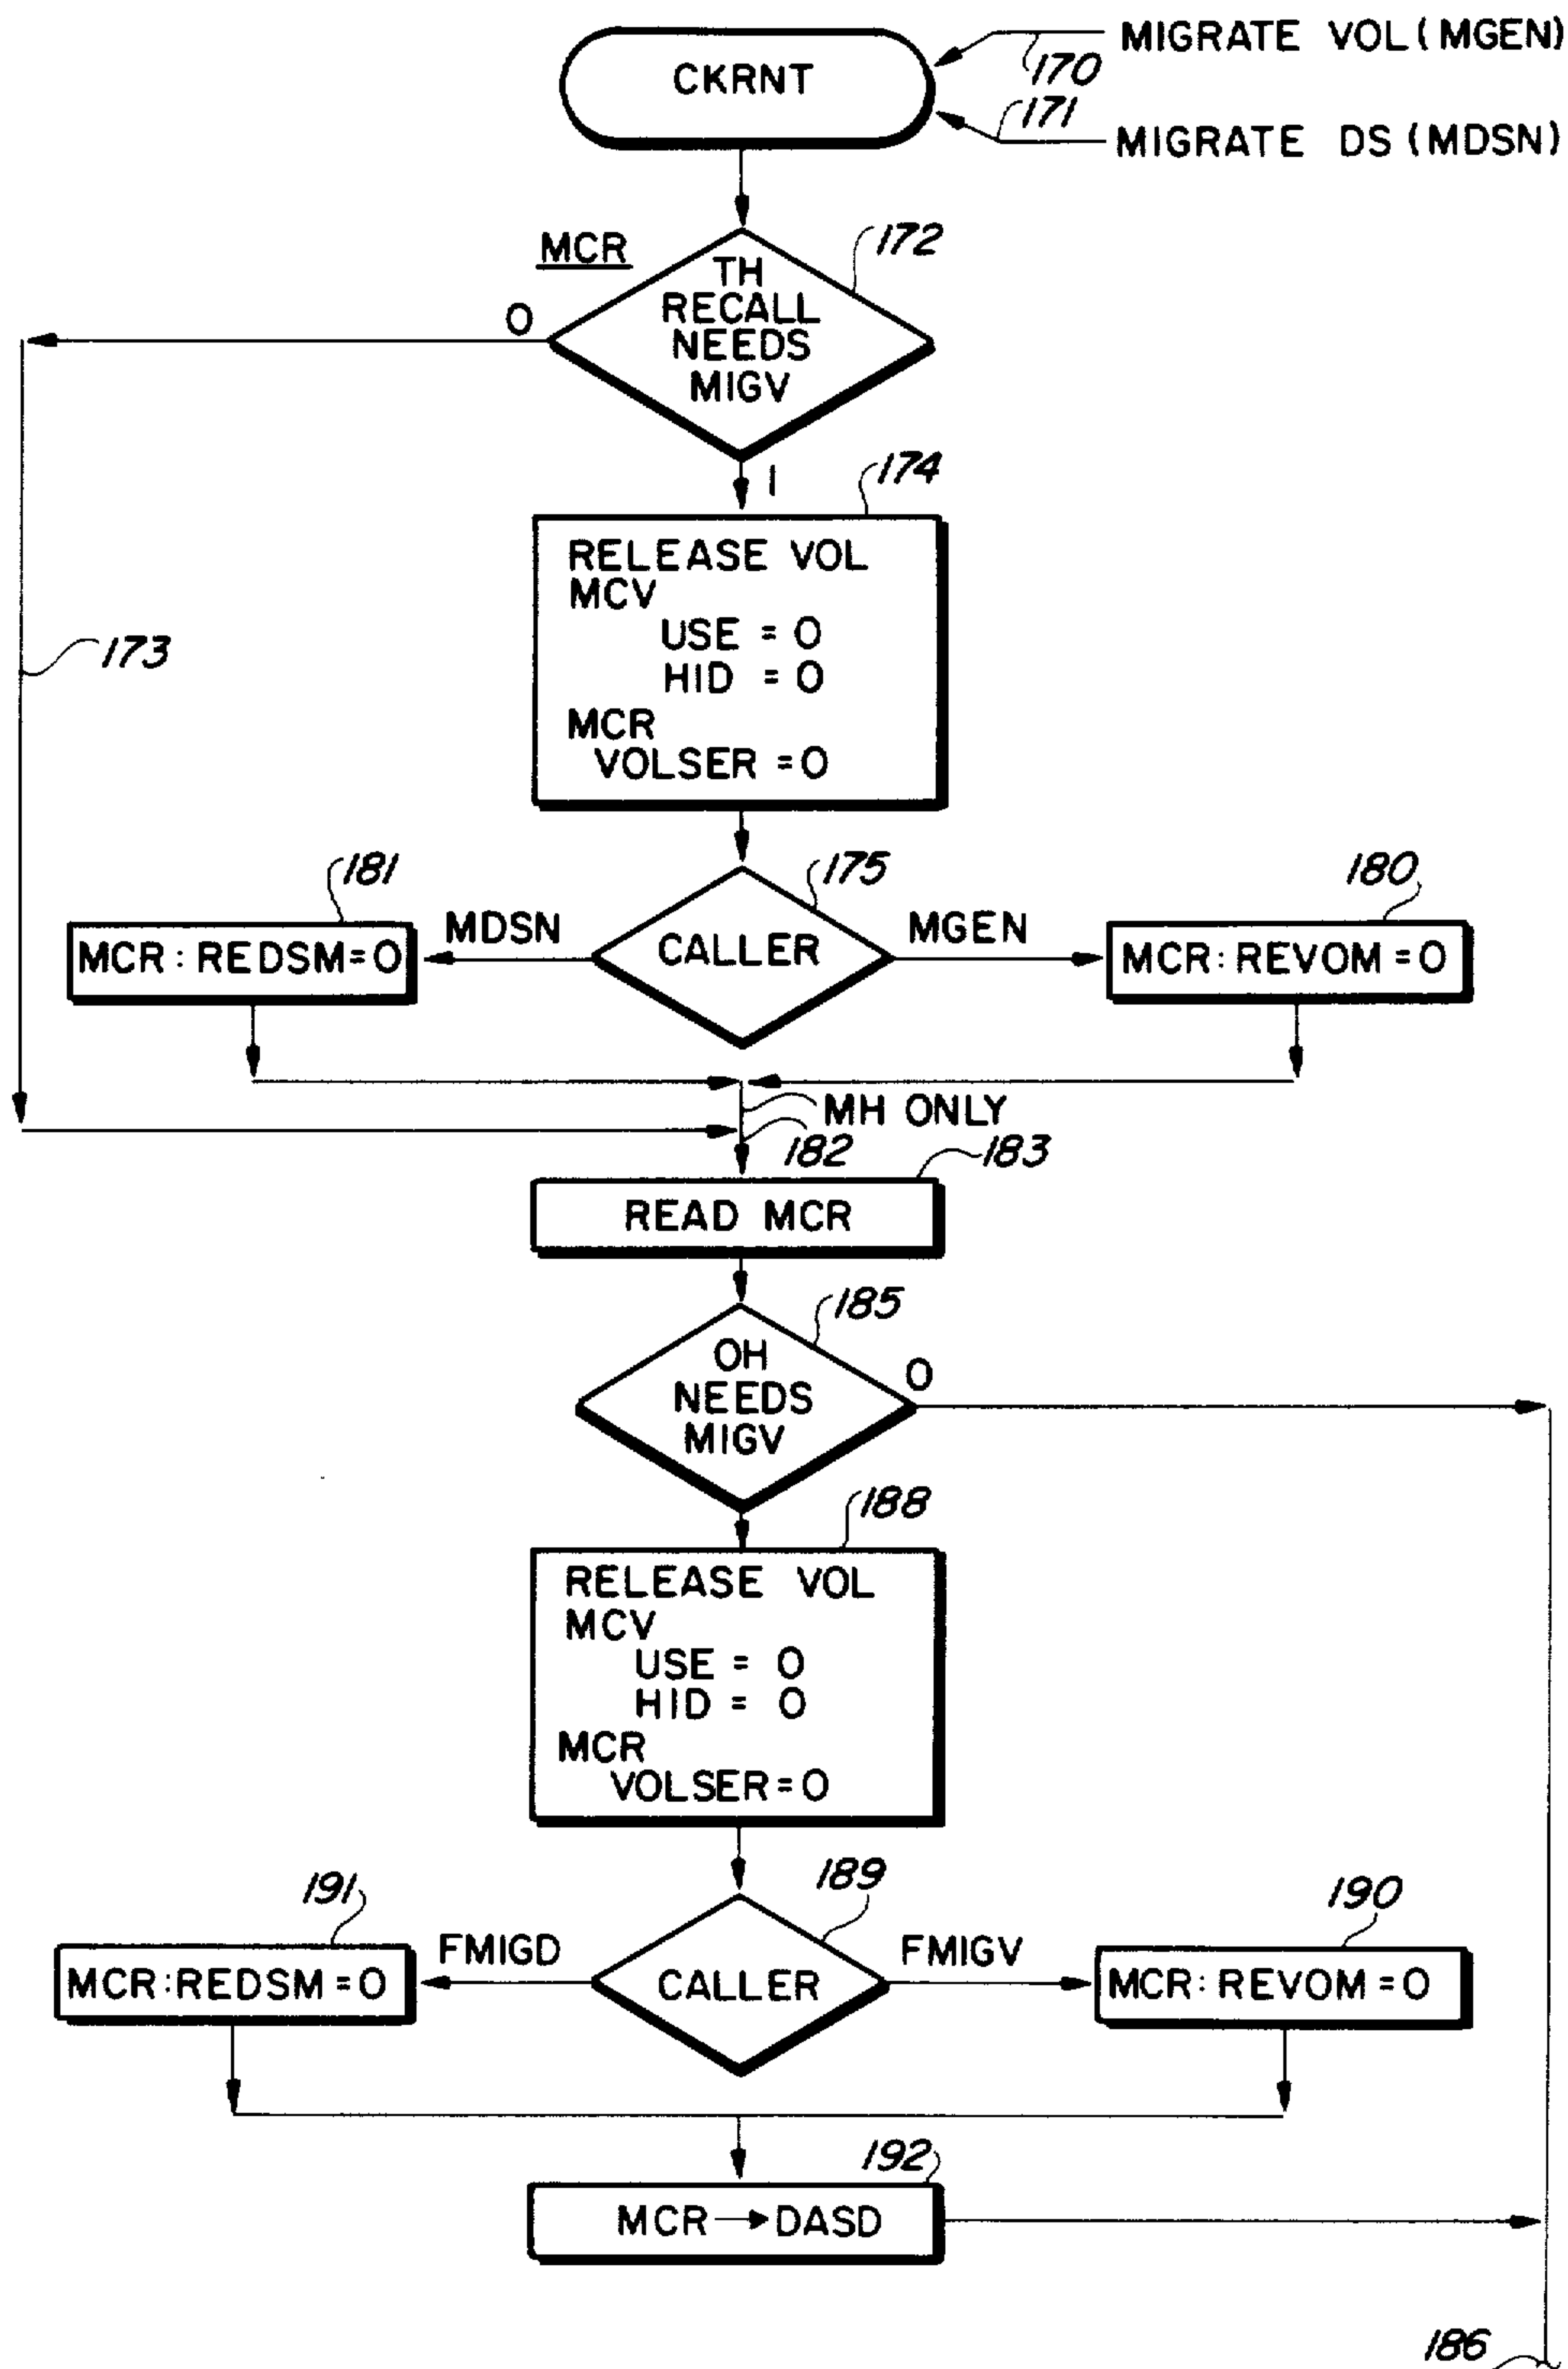 CKRNT
MIGRATE VOL (MGEN)
170
171
MIGRATE DS (MDSN)
MCR
172
TH
RECALL
NEEDS
MIGV
0
1
173
174
RELEASE VOL
MCV
USE = 0
HID = 0
MCR
VOLSER = 0
181
175
180
MCR : REDSM = 0
MDSN
CALLER
MGEN
MCR : REVOM = 0
MH ONLY
182
183
READ MCR
185
OH
NEEDS
MIGV
0
188
RELEASE VOL
MCV
USE = 0
HID = 0
MCR
VOLSER = 0
191
189
190
MCR : REDSM = 0
FMIGD
CALLER
FMIGV
MCR : REVOM = 0
192
MCR → DASD
186